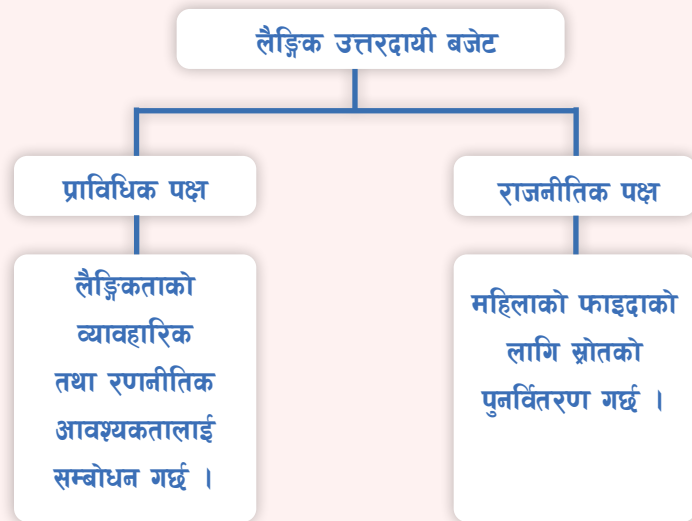 लैङ्गिक उत्तरदायी बजेट
प्राविधिक पक्ष
राजनीतिक पक्ष
लैङ्गिकताको
व्यावहारिक
तथा रणनीतिक
आवश्यकतालाई
सम्बोधन गर्छ ।
महिलाको फाइदाको
लागि स्रोतको
पुनर्वितरण गर्छ ।